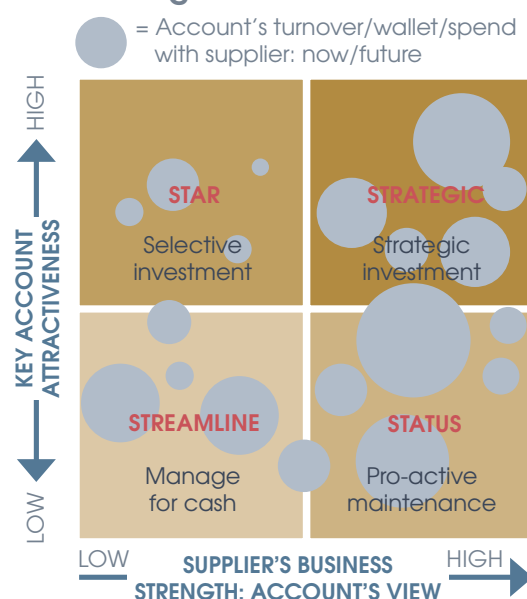 = Account's turnover/wallet/spend
with supplier: now/future
HIGH
KEY ACCOUNT
ATTRACTIVENESS
LOW
STAR
Selective
investment
STRATEGIC
Strategic
investment
STREAMLINE
Manage
for cash
STATUS
Pro-active
maintenance
LOW
SUPPLIER'S BUSINESS
STRENGTH: ACCOUNT'S VIEW
HIGH